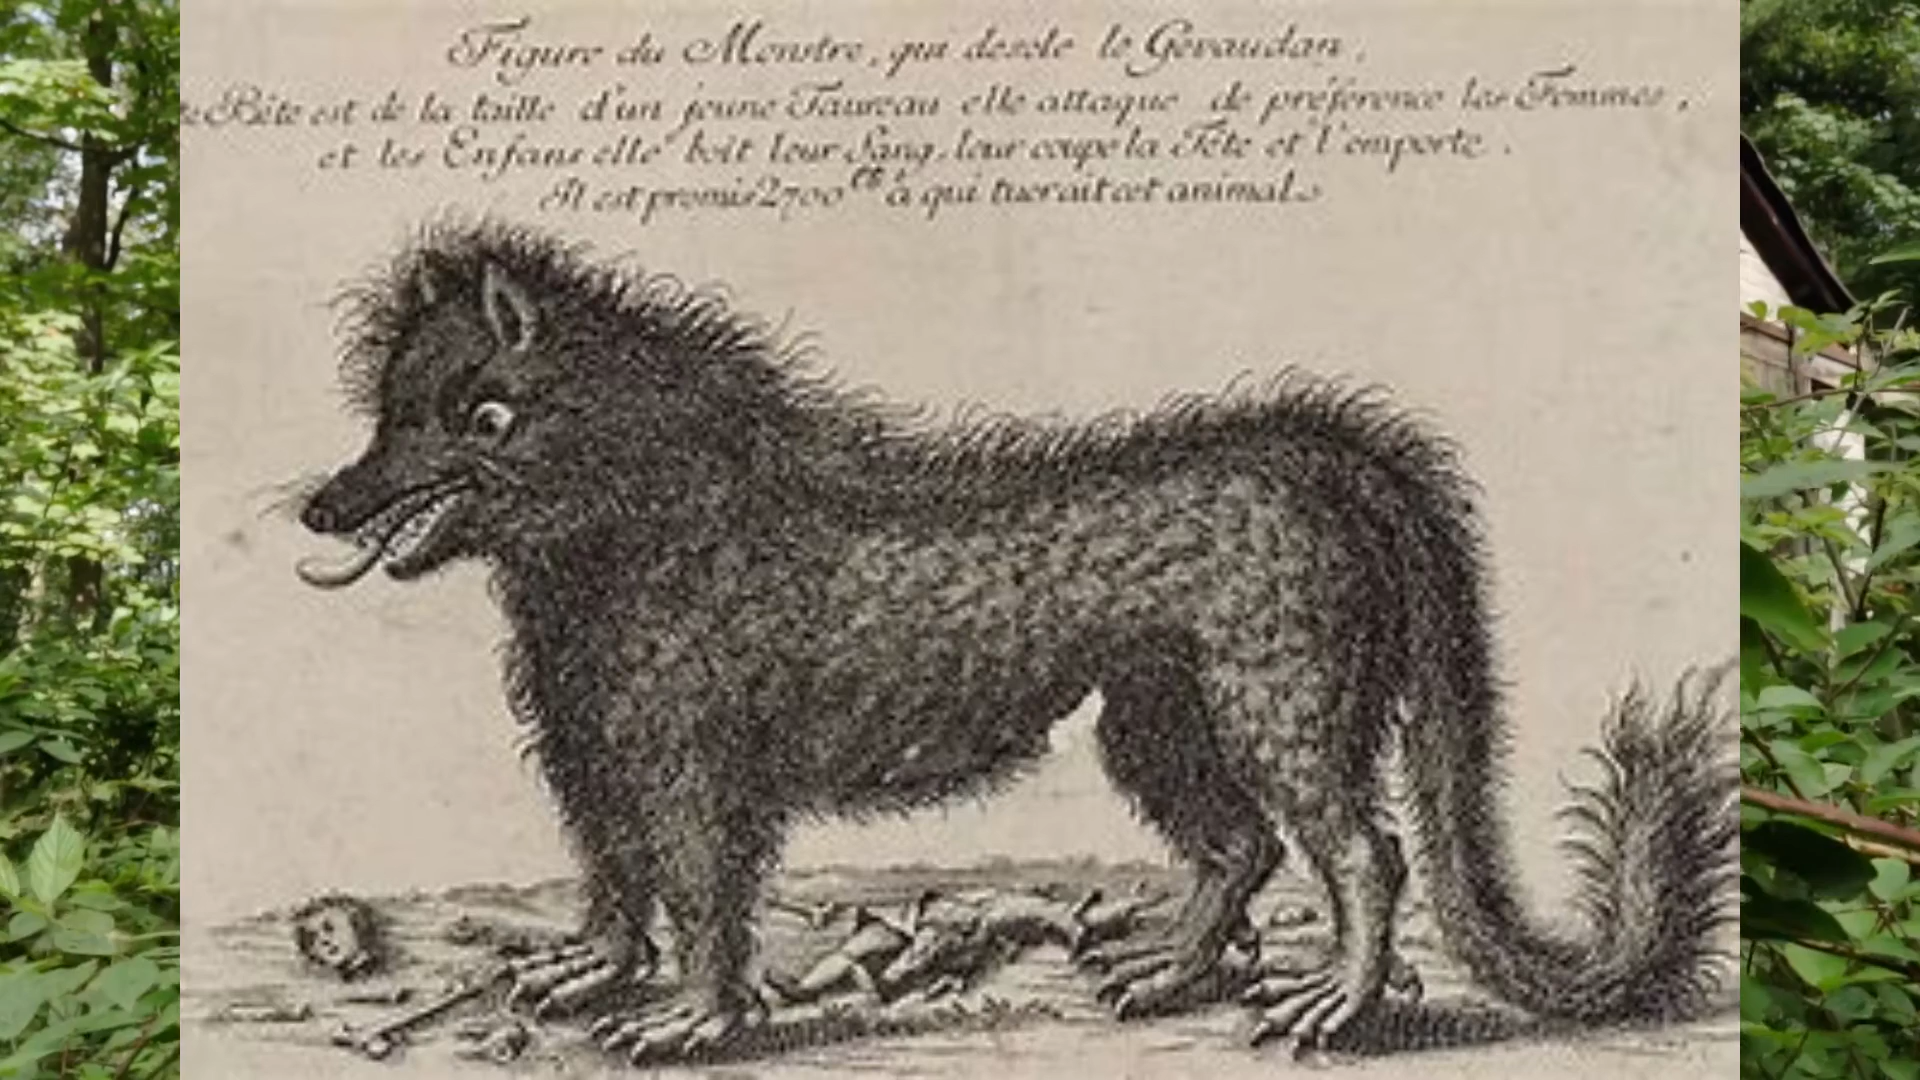 Figure du Monstre, qui desole le Gevaudan,
Bête est de la taille d'un jeune Taureau elle attaque de préférence les Femmes,
et les Enfans elle boit leur Sang, leur coupe la Tête et l'emporte.
Il est promis 2700 à qui tuerait cet animal.